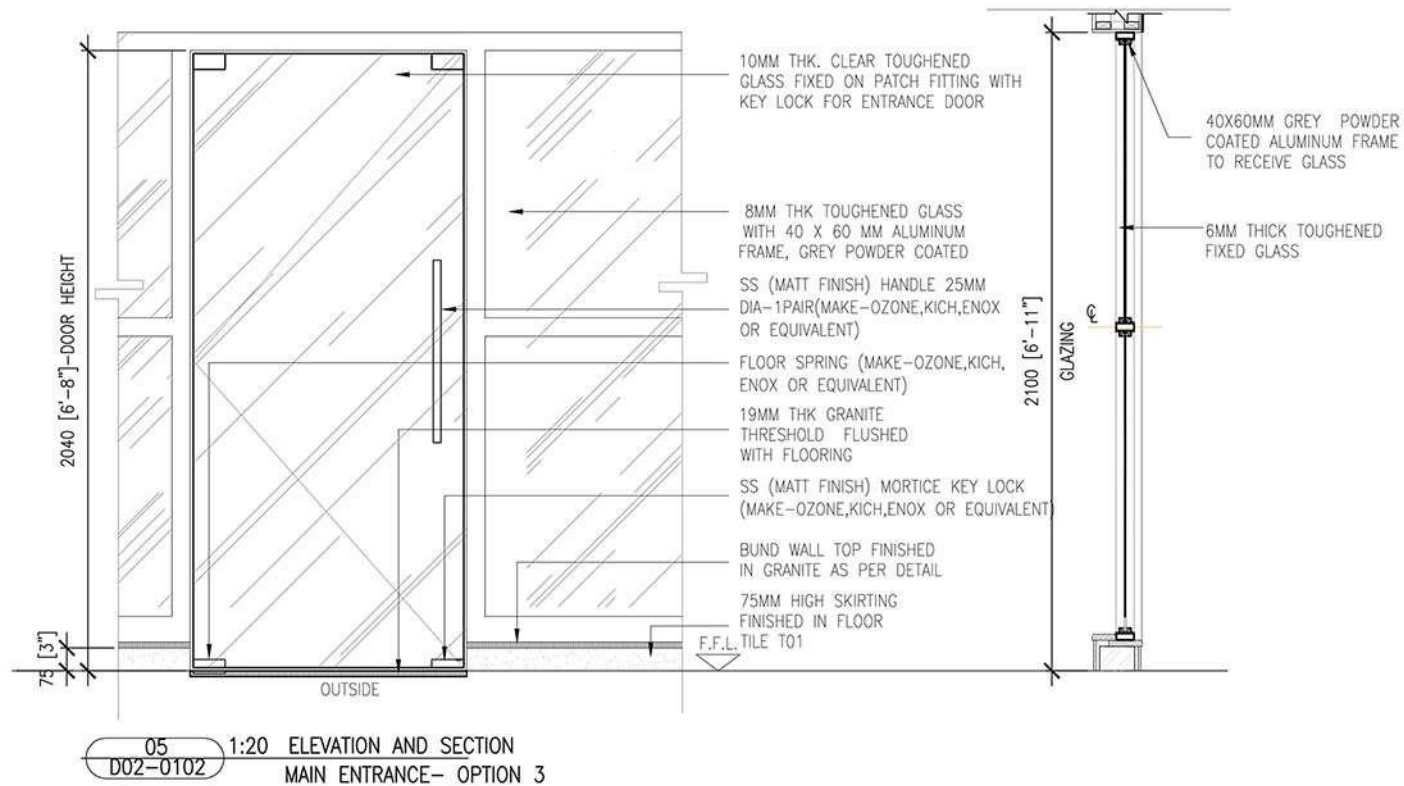 2040 [6'-8"]-DOOR HEIGHT
75 [3"]
10MM THK. CLEAR TOUGHENED
GLASS FIXED ON PATCH FITTING WITH
KEY LOCK FOR ENTRANCE DOOR
8MM THK TOUGHENED GLASS
WITH 40 X 60 MM ALUMINUM
FRAME, GREY POWDER COATED
SS (MATT FINISH) HANDLE 25MM
DIA-1PAIR(MAKE-OZONE,KICH,ENOX
OR EQUIVALENT)
FLOOR SPRING (MAKE-OZONE,KICH,
ENOX OR EQUIVALENT)
19MM THK GRANITE
THRESHOLD FLUSHED
WITH FLOORING
SS (MATT FINISH) MORTICE KEY LOCK
(MAKE-OZONE,KICH,ENOX OR EQUIVALENT)
BUND WALL TOP FINISHED
IN GRANITE AS PER DETAIL
75MM HIGH SKIRTING
FINISHED IN FLOOR
TILE T01
F.F.L.
OUTSIDE
2100 [6'-11"]
GLAZING
℄
40X60MM GREY POWDER
COATED ALUMINUM FRAME
TO RECEIVE GLASS
6MM THICK TOUGHENED
FIXED GLASS
05
D02-0102
1:20 ELEVATION AND SECTION
MAIN ENTRANCE- OPTION 3